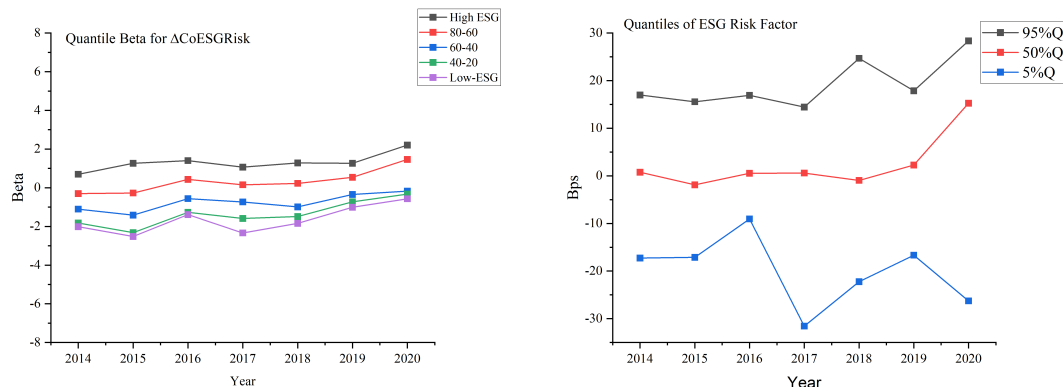 Quantile Beta for ΔCoESGRisk
High ESG
80-60
60-40
40-20
Low-ESG
8
6
4
2
0
-2
-4
-6
-8
Beta
2014 2015 2016 2017 2018 2019 2020
Year
Quantiles of ESG Risk Factor
95%Q
50%Q
5%Q
30
20
10
0
-10
-20
-30
Bps
2014 2015 2016 2017 2018 2019 2020
Year